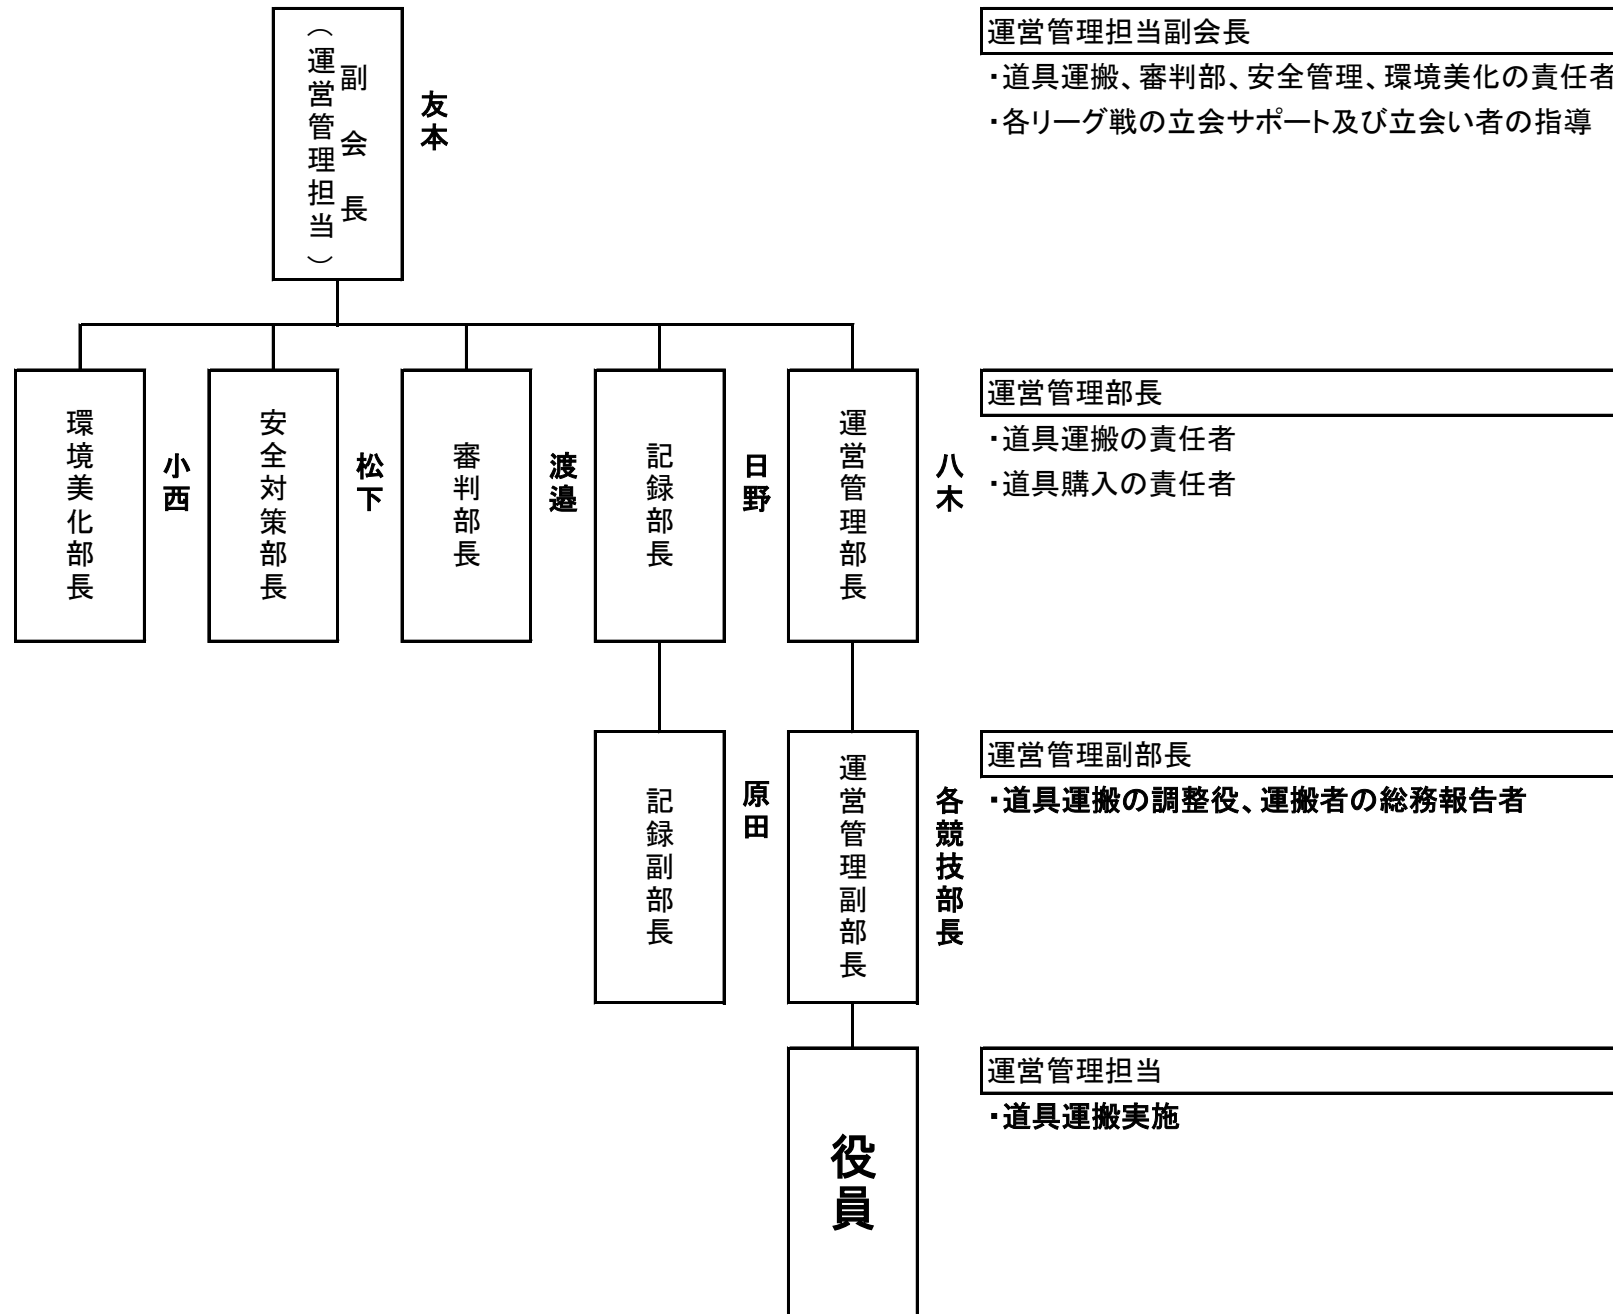 副会長
（運営管理担当）
友本
運営管理担当副会長
・道具運搬、審判部、安全管理、環境美化の責任者
・各リーグ戦の立会サポート及び立会い者の指導
環境美化部長
小西
安全対策部長
松下
審判部長
渡邉
記録部長
日野
運営管理部長
八木
運営管理部長
・道具運搬の責任者
・道具購入の責任者
記録副部長
原田
運営管理副部長
各競技部長
運営管理副部長
・道具運搬の調整役、運搬者の総務報告者
役員
運営管理担当
・道具運搬実施